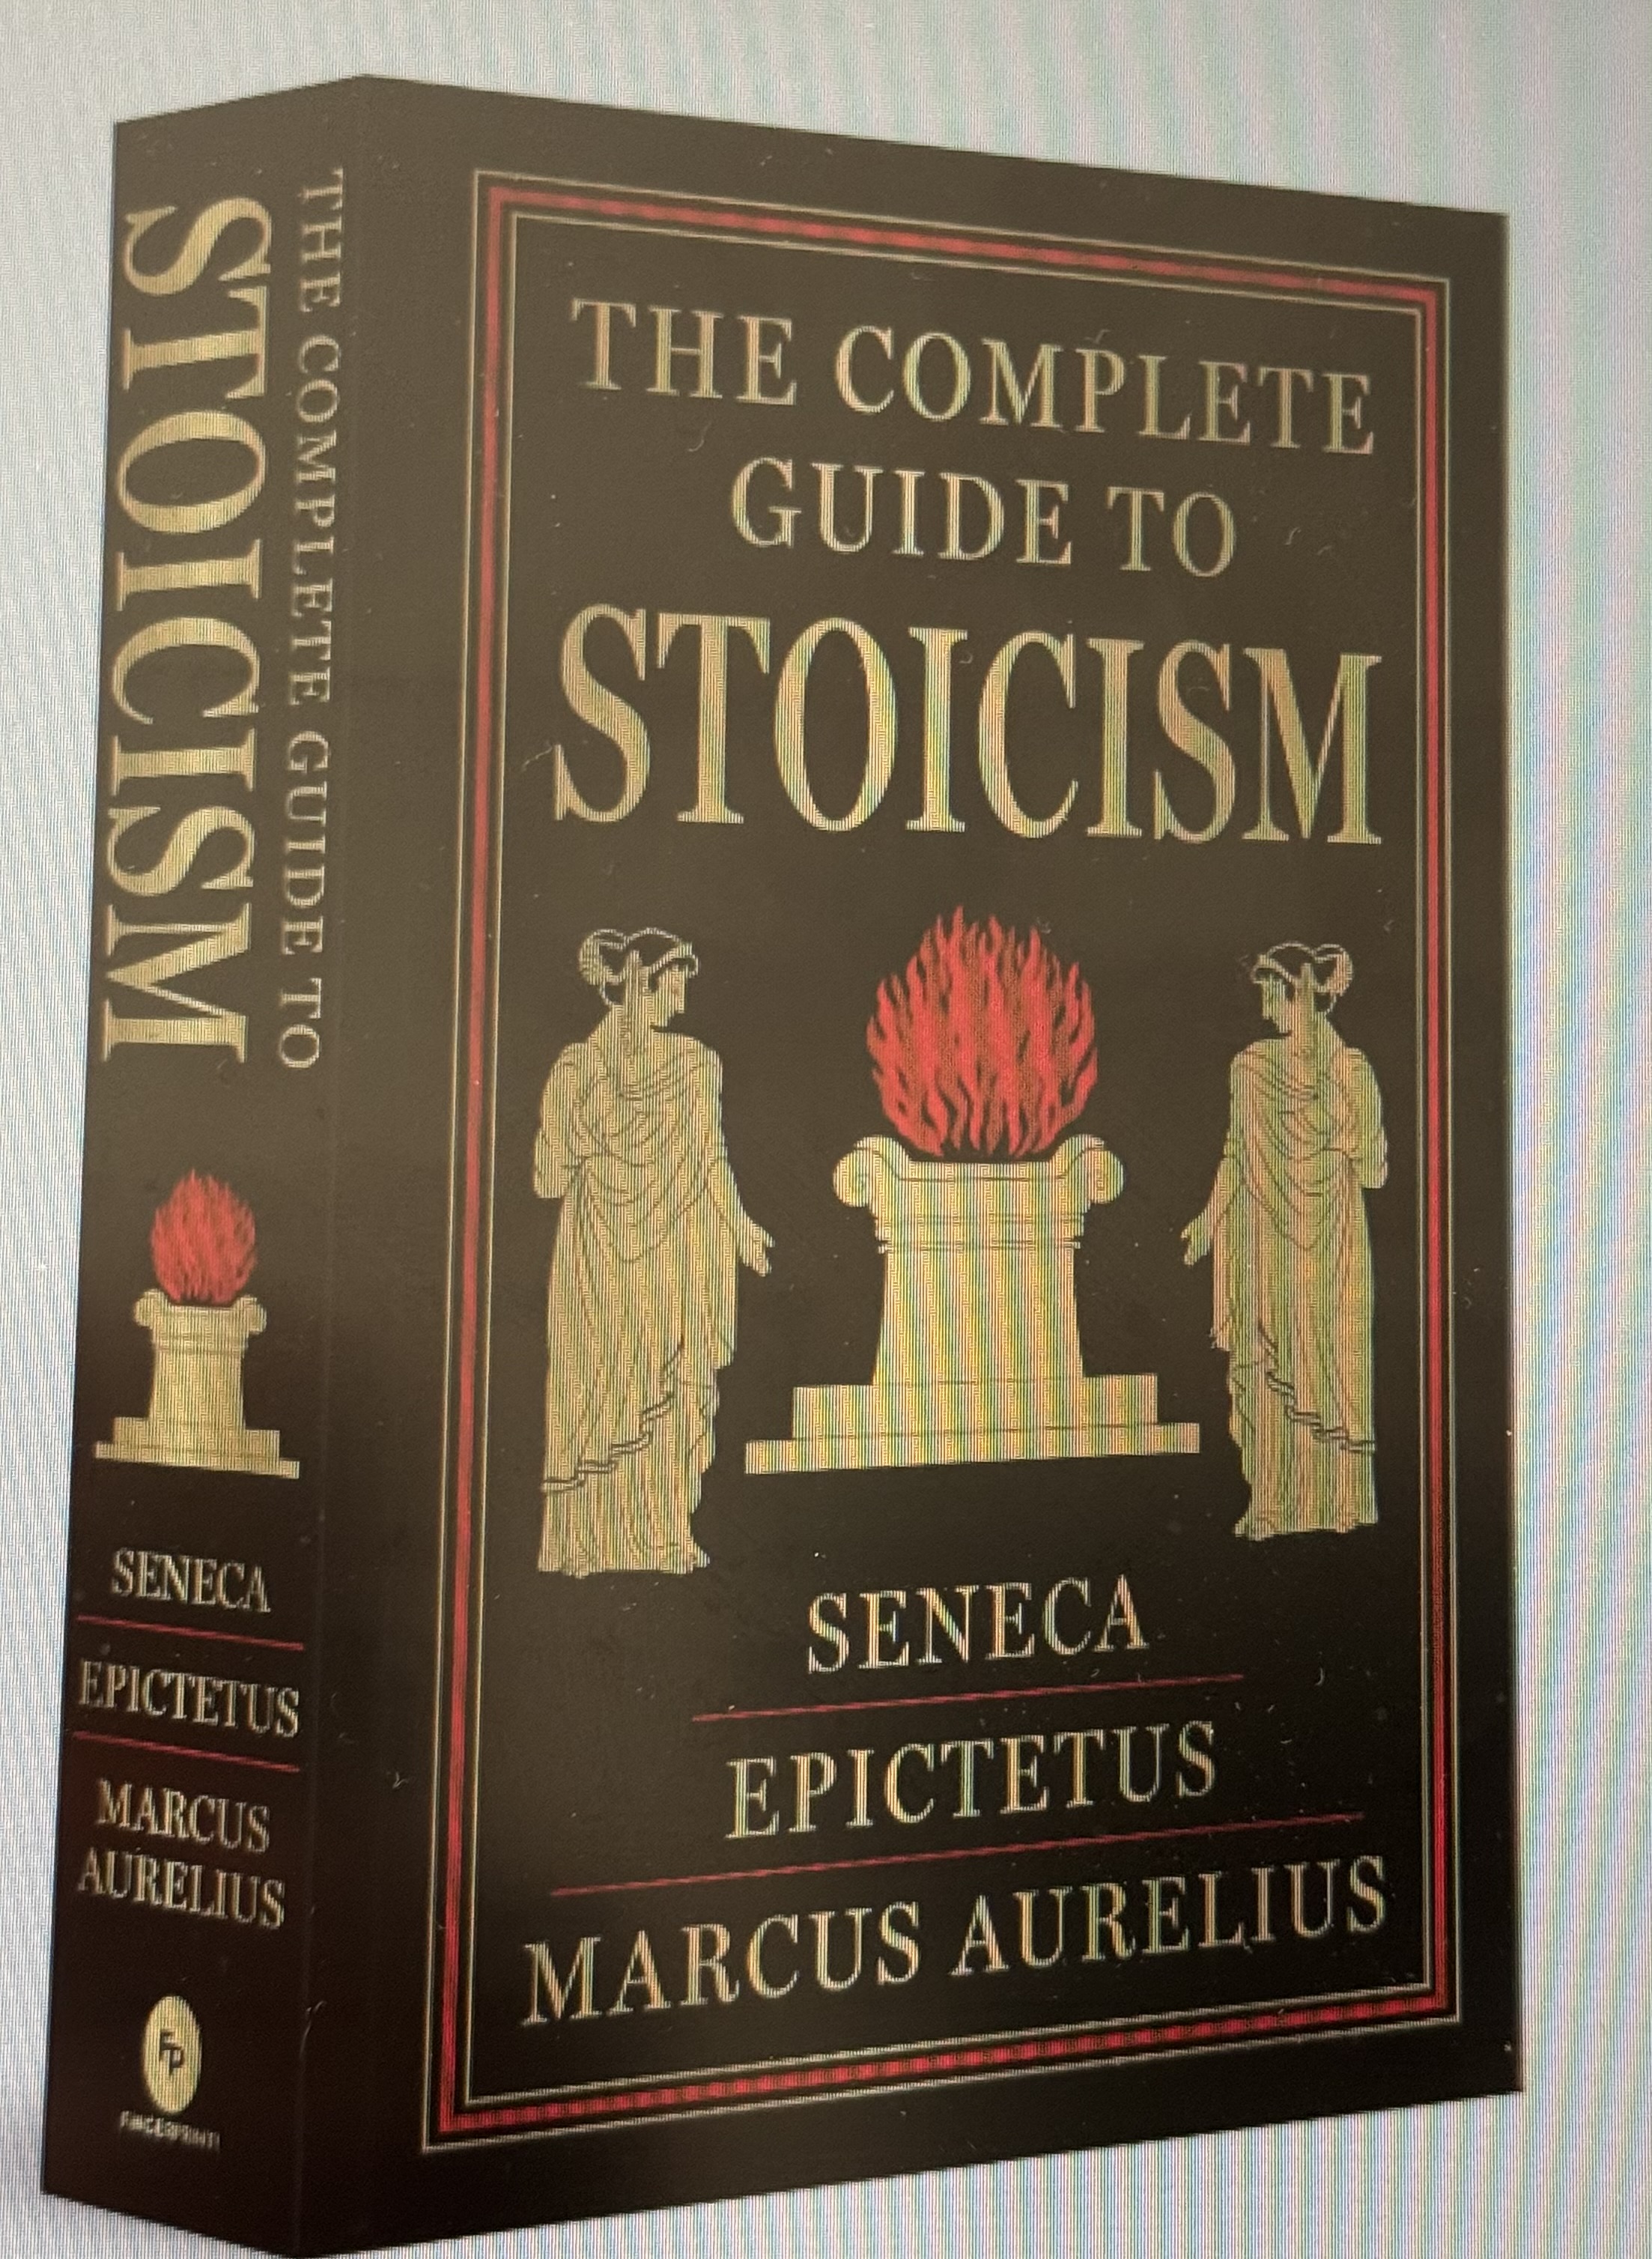 THE COMPLETE GUIDE TO
STOICISM
SENECA
EPICTETUS
MARCUS
AURELIUS
FP
FINGERPRINT!
THE COMPLETE
GUIDE TO
STOICISM
SENECA
EPICTETUS
MARCUS AURELIUS